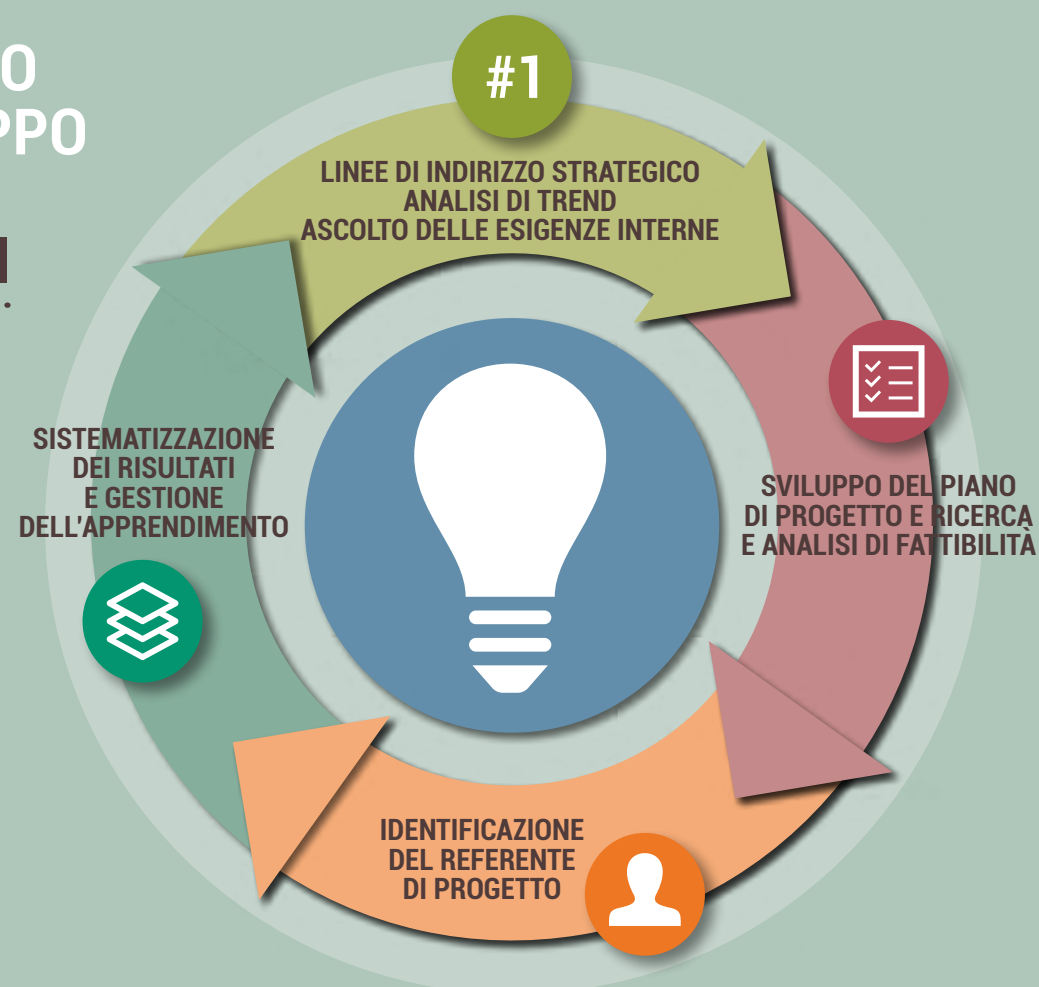 #1
LINEE DI INDIRIZZO STRATEGICO
ANALISI DI TREND
ASCOLTO DELLE ESIGENZE INTERNE
SVILUPPO DEL PIANO
DI PROGETTO E RICERCA
E ANALISI DI FATTIBILITÀ
IDENTIFICAZIONE
DEL REFERENTE
DI PROGETTO
SISTEMATIZZAZIONE
DEI RISULTATI
E GESTIONE
DELL'APPRENDIMENTO